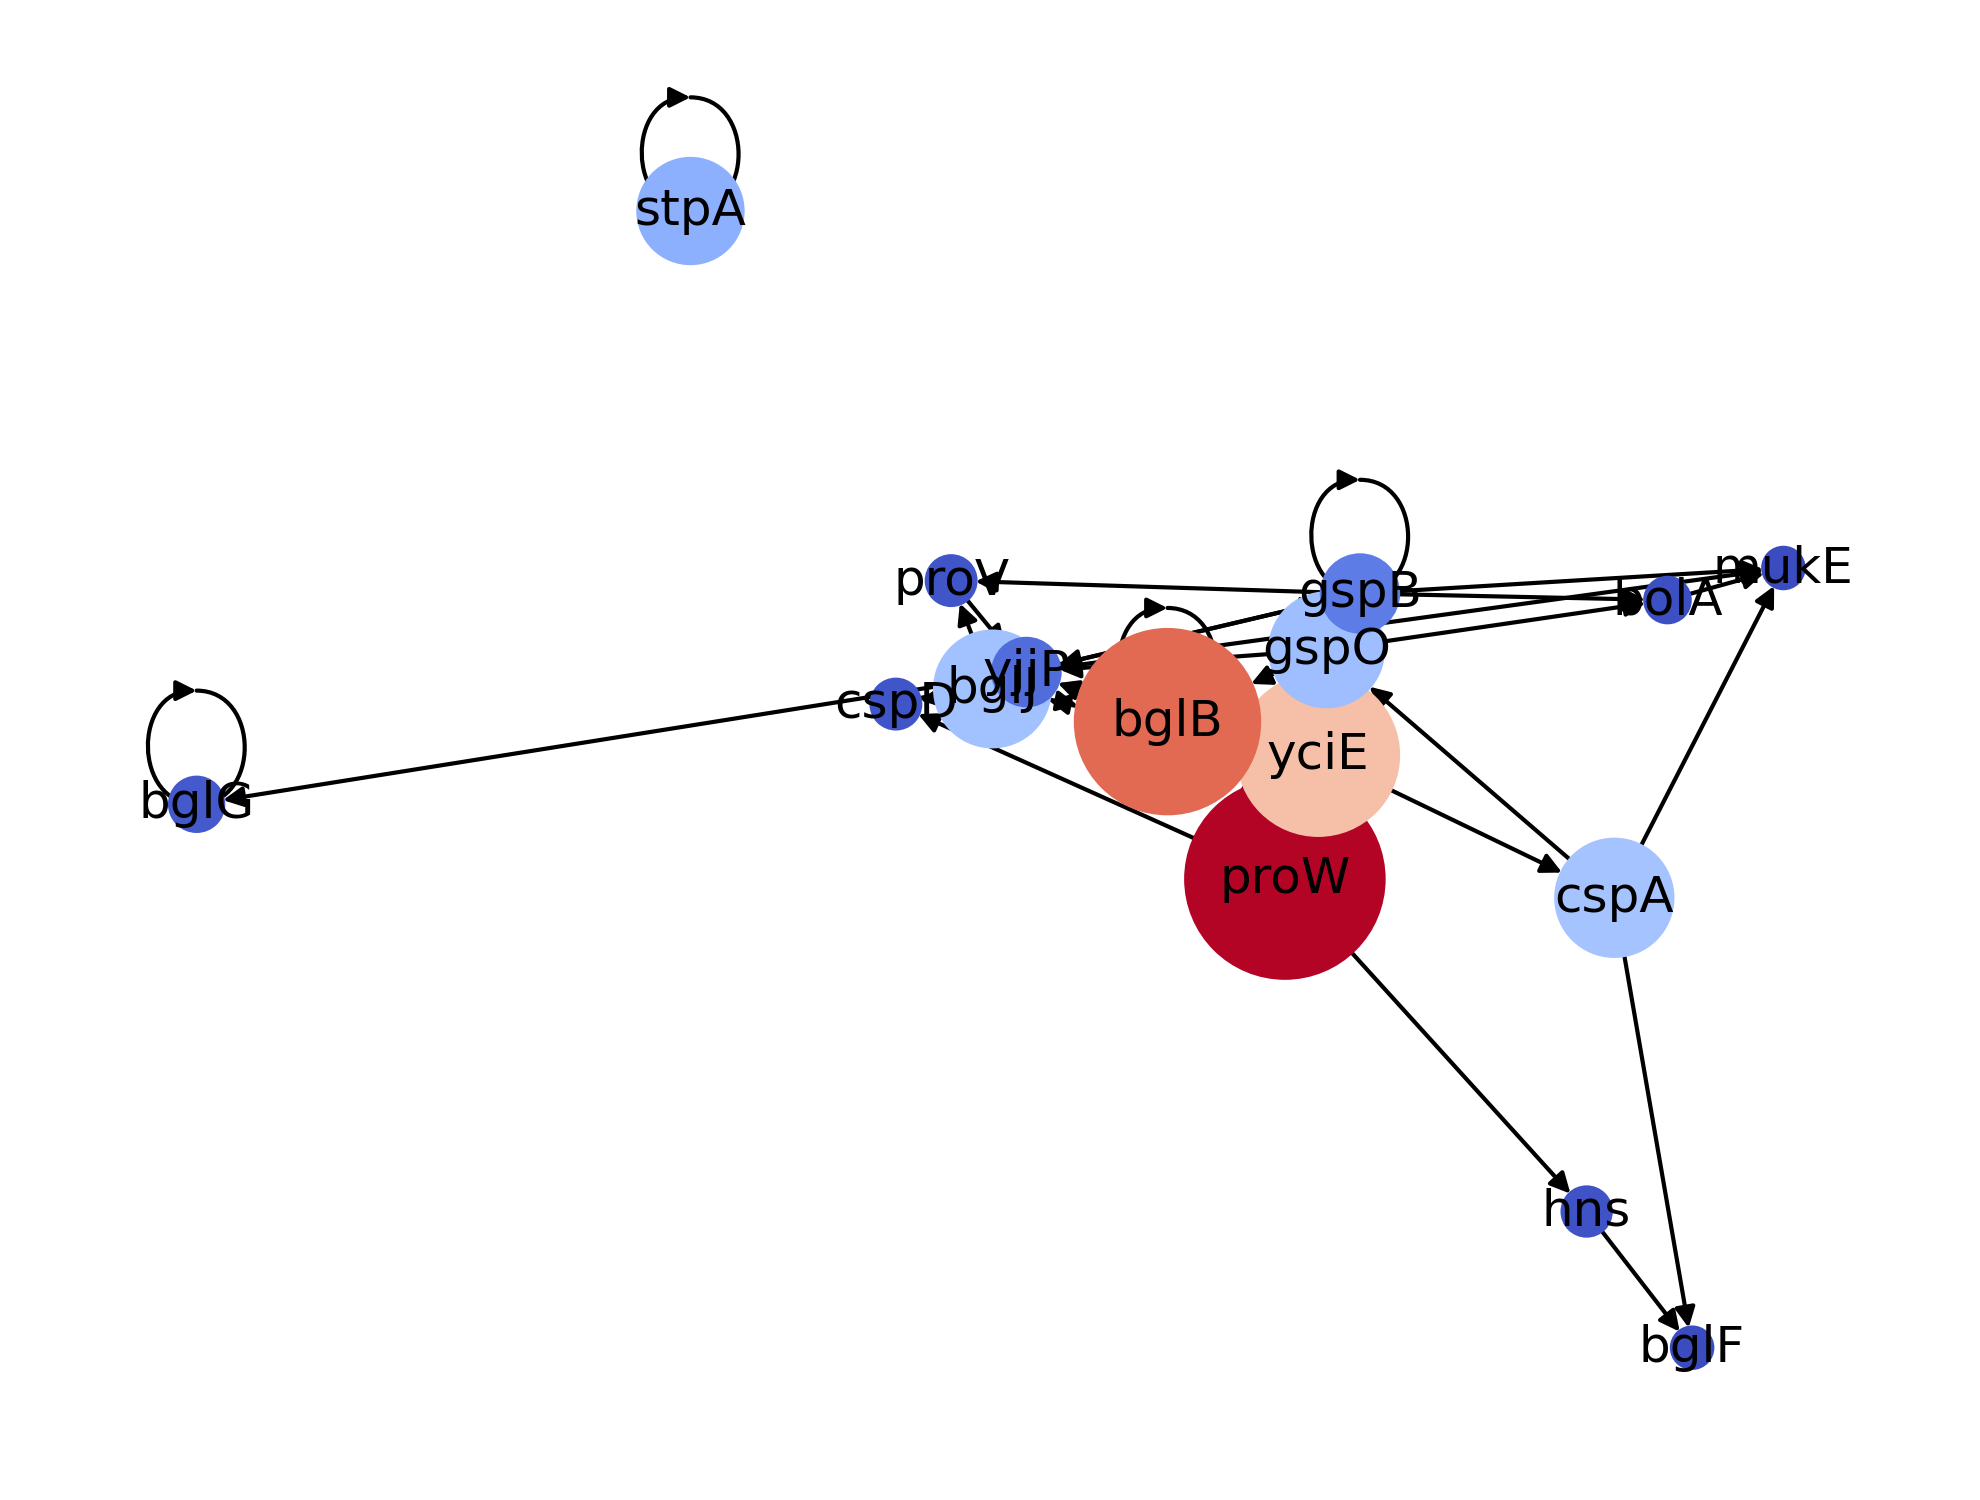 stpA
gspB
mukE
proV
bolA
gspO
yjjP
bglJ
cspD
bglB
yciE
bglG
proW
cspA
hns
bglF